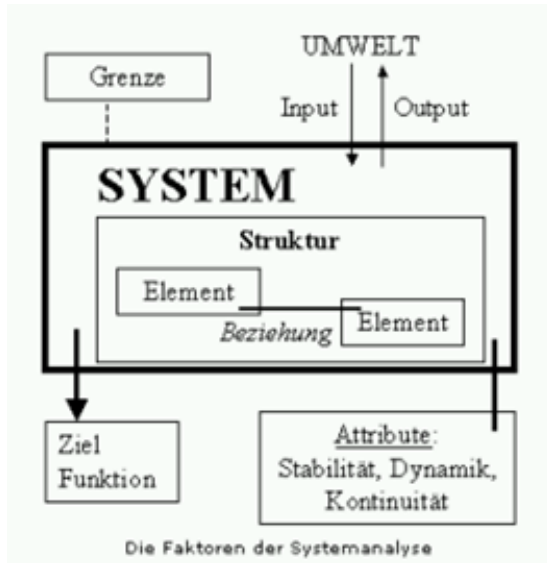 UMWELT
Grenze
Input
Output
SYSTEM
Struktur
Element
Beziehung
Element
Ziel
Funktion
Attribute:
Stabilität, Dynamik,
Kontinuität
Die Faktoren der Systemanalyse